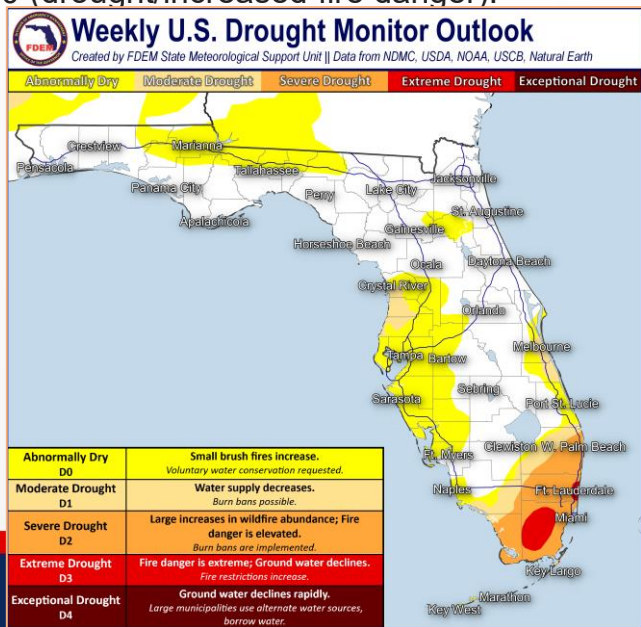 (drought/increased fire danger).
FDEM
Weekly U.S. Drought Monitor Outlook
Created by FDEM State Meteorological Support Unit || Data from NDMC, USDA, NOAA, USCB, Natural Earth
Abnormally Dry Moderate Drought Severe Drought Extreme Drought Exceptional Drought
Crestview
Marianna
Pensacola
Tallahassee
Jacksonville
Panama City
Perry
Lake City
Apalachicola
St. Augustine
Gainesville
Horseshoe Beach
Ocala
Daytona Beach
Crystal River
Orlando
Melbourne
Tampa
Bartow
Sebring
Sarasota
Port St. Lucie
Clewiston
W. Palm Beach
Ft. Myers
Naples
Ft. Lauderdale
Miami
Key Largo
Marathon
Key West
Abnormally Dry
D0
Small brush fires increase.
Voluntary water conservation requested.
Moderate Drought
D1
Water supply decreases.
Burn bans possible.
Severe Drought
D2
Large increases in wildfire abundance; Fire
danger is elevated.
Burn bans are implemented.
Extreme Drought
D3
Fire danger is extreme; Ground water declines.
Fire restrictions increase.
Exceptional Drought
D4
Ground water declines rapidly.
Large municipalities use alternate water sources,
borrow water.